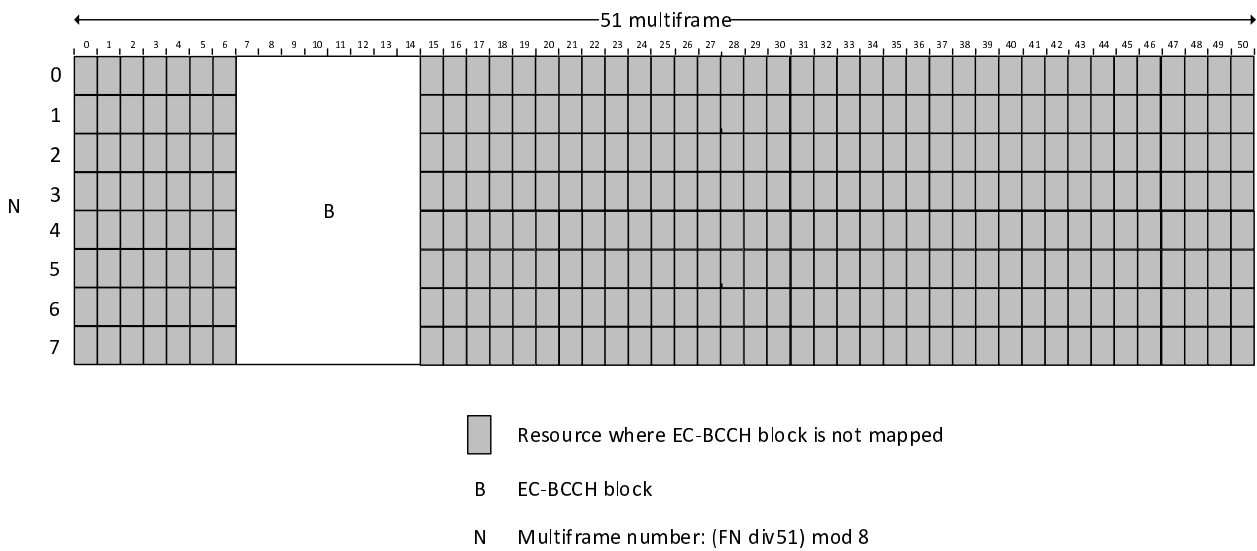 51 multiframe
0 1 2 3 4 5 6 7 8 9 10 11 12 13 14 15 16 17 18 19 20 21 22 23 24 25 26 27 28 29 30 31 32 33 34 35 36 37 38 39 40 41 42 43 44 45 46 47 48 49 50
0
1
2
3
N
B
4
5
6
7
Resource where EC-BCCH block is not mapped
B EC-BCCH block
N Multiframe number: (FN div51) mod 8